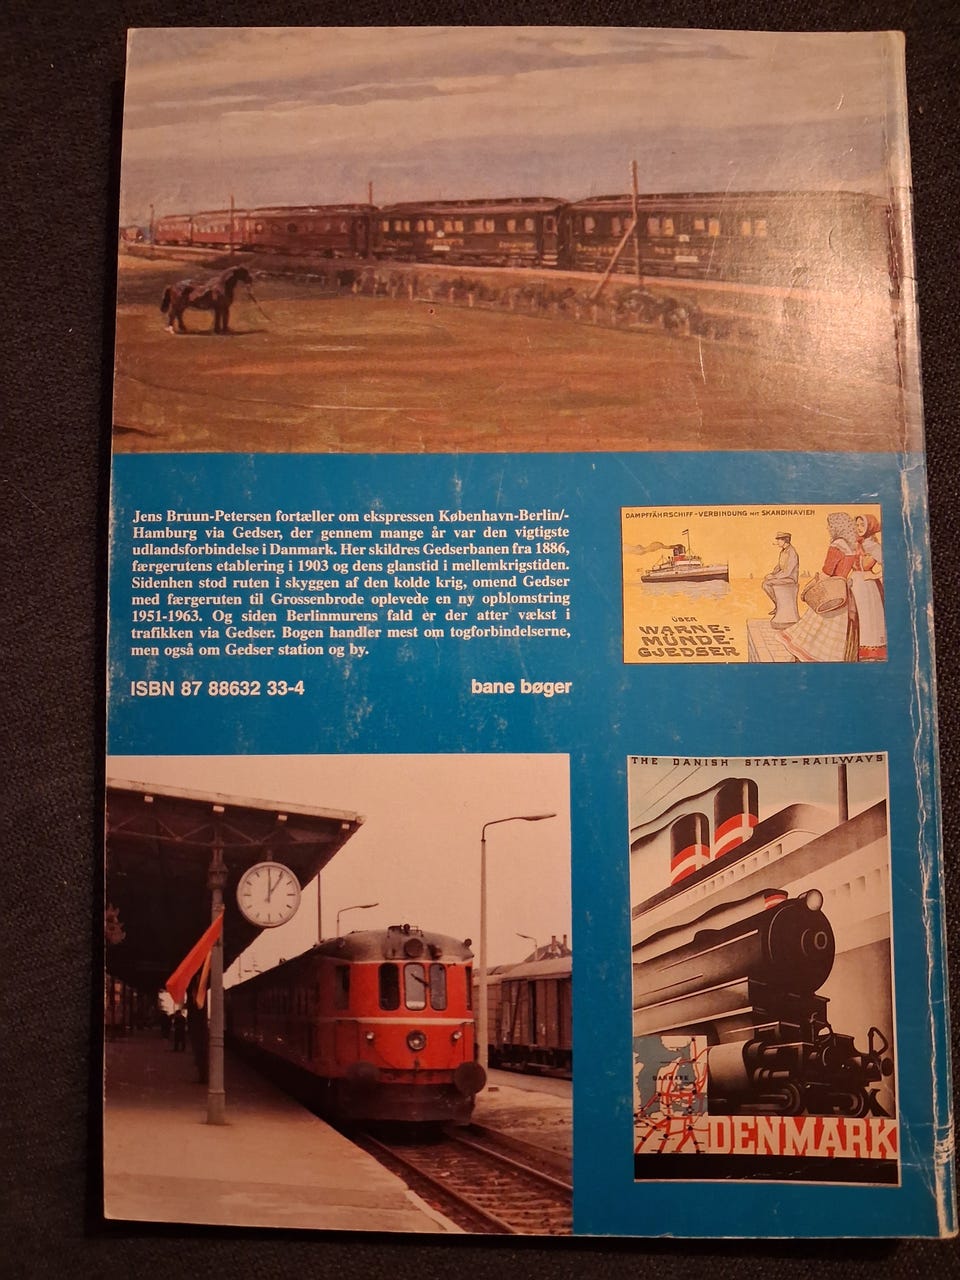 Jens Bruun-Petersen fortæller om ekspressen København-Berlin/-
Hamburg via Gedser, der gennem mange år var den vigtigste
udlandsforbindelse i Danmark. Her skildres Gedserbanen fra 1886,
færgerutens etablering i 1903 og dens glanstid i mellemkrigstiden.
Sidenhen stod ruten i skyggen af den kolde krig, omend Gedser
med færgeruten til Grossenbrode oplevede en ny opblomstring
1951-1963. Og siden Berlinmurens fald er der atter vækst i
trafikken via Gedser. Bogen handler mest om togforbindelserne,
men også om Gedser station og by.
ISBN 87 88632 33-4
bane bøger
DAMPFFÄHRSCHIFF-VERBINDUNG MIT SKANDINAVIEN
ÜBER
WARNE=
MÜNDE-
GJEDSER
THE DANISH STATE-RAILWAYS
DANMARK
DENMARK